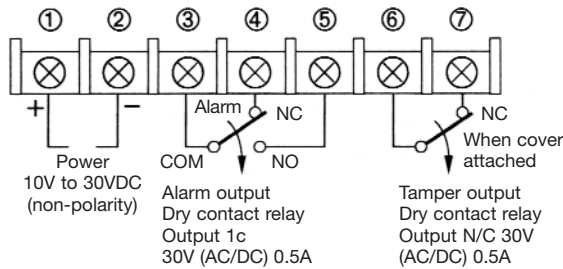 ① ② ③ ④ ⑤ ⑥ ⑦
+ −
Alarm
NC
COM
NO
NC
When cover
attached
Power
10V to 30VDC
(non-polarity)
Alarm output
Dry contact relay
Output 1c
30V (AC/DC) 0.5A
Tamper output
Dry contact relay
Output N/C 30V
(AC/DC) 0.5A